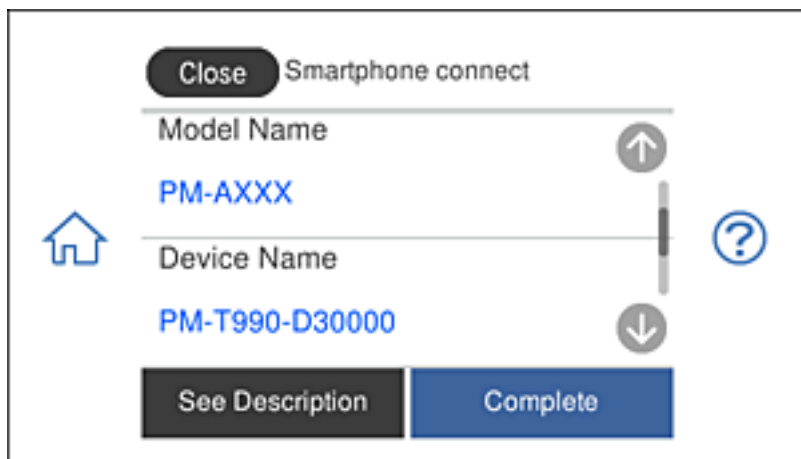 Close Smartphone connect
Model Name
PM-AXXX
Device Name
PM-T990-D30000
See Description Complete